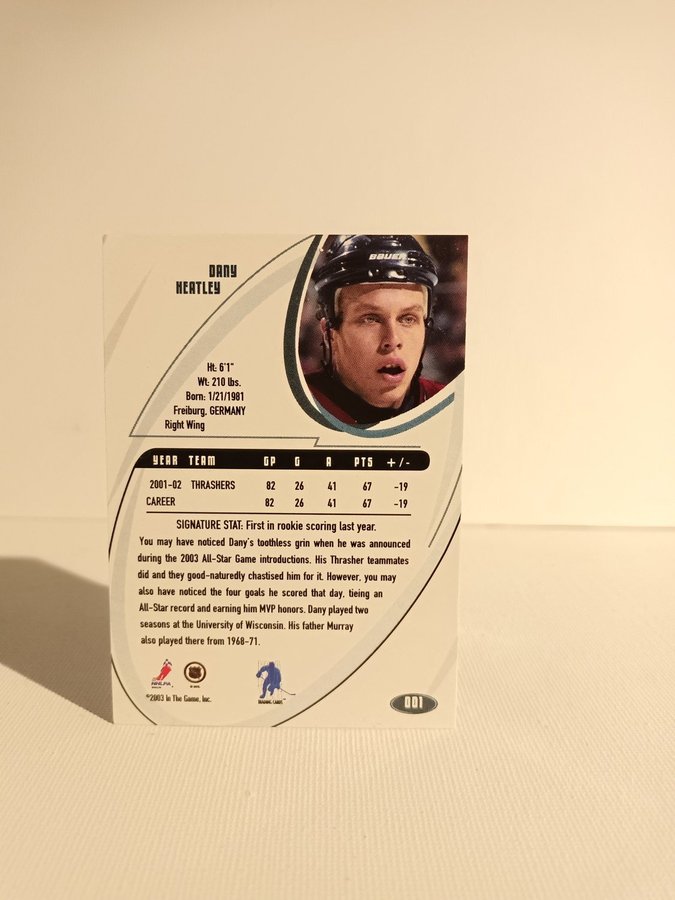 DANY
HEATLEY
BAUER
Ht: 6'1"
Wt: 210 lbs.
Born: 1/21/1981
Freiburg, GERMANY
Right Wing
YEAR TEAM GP G A PTS +/-
2001-02 THRASHERS 82 26 41 67 -19
CAREER 82 26 41 67 -19
SIGNATURE STAT: First in rookie scoring last year.
You may have noticed Dany's toothless grin when he was announced
during the 2003 All-Star Game introductions. His Thrasher teammates
did and they good-naturedly chastised him for it. However, you may
also have noticed the four goals he scored that day, tieing an
All-Star record and earning him MVP honors. Dany played two
seasons at the University of Wisconsin. His father Murray
also played there from 1968-71.
NHLPA
©2003 In The Game, Inc.
TRADING CARDS
001